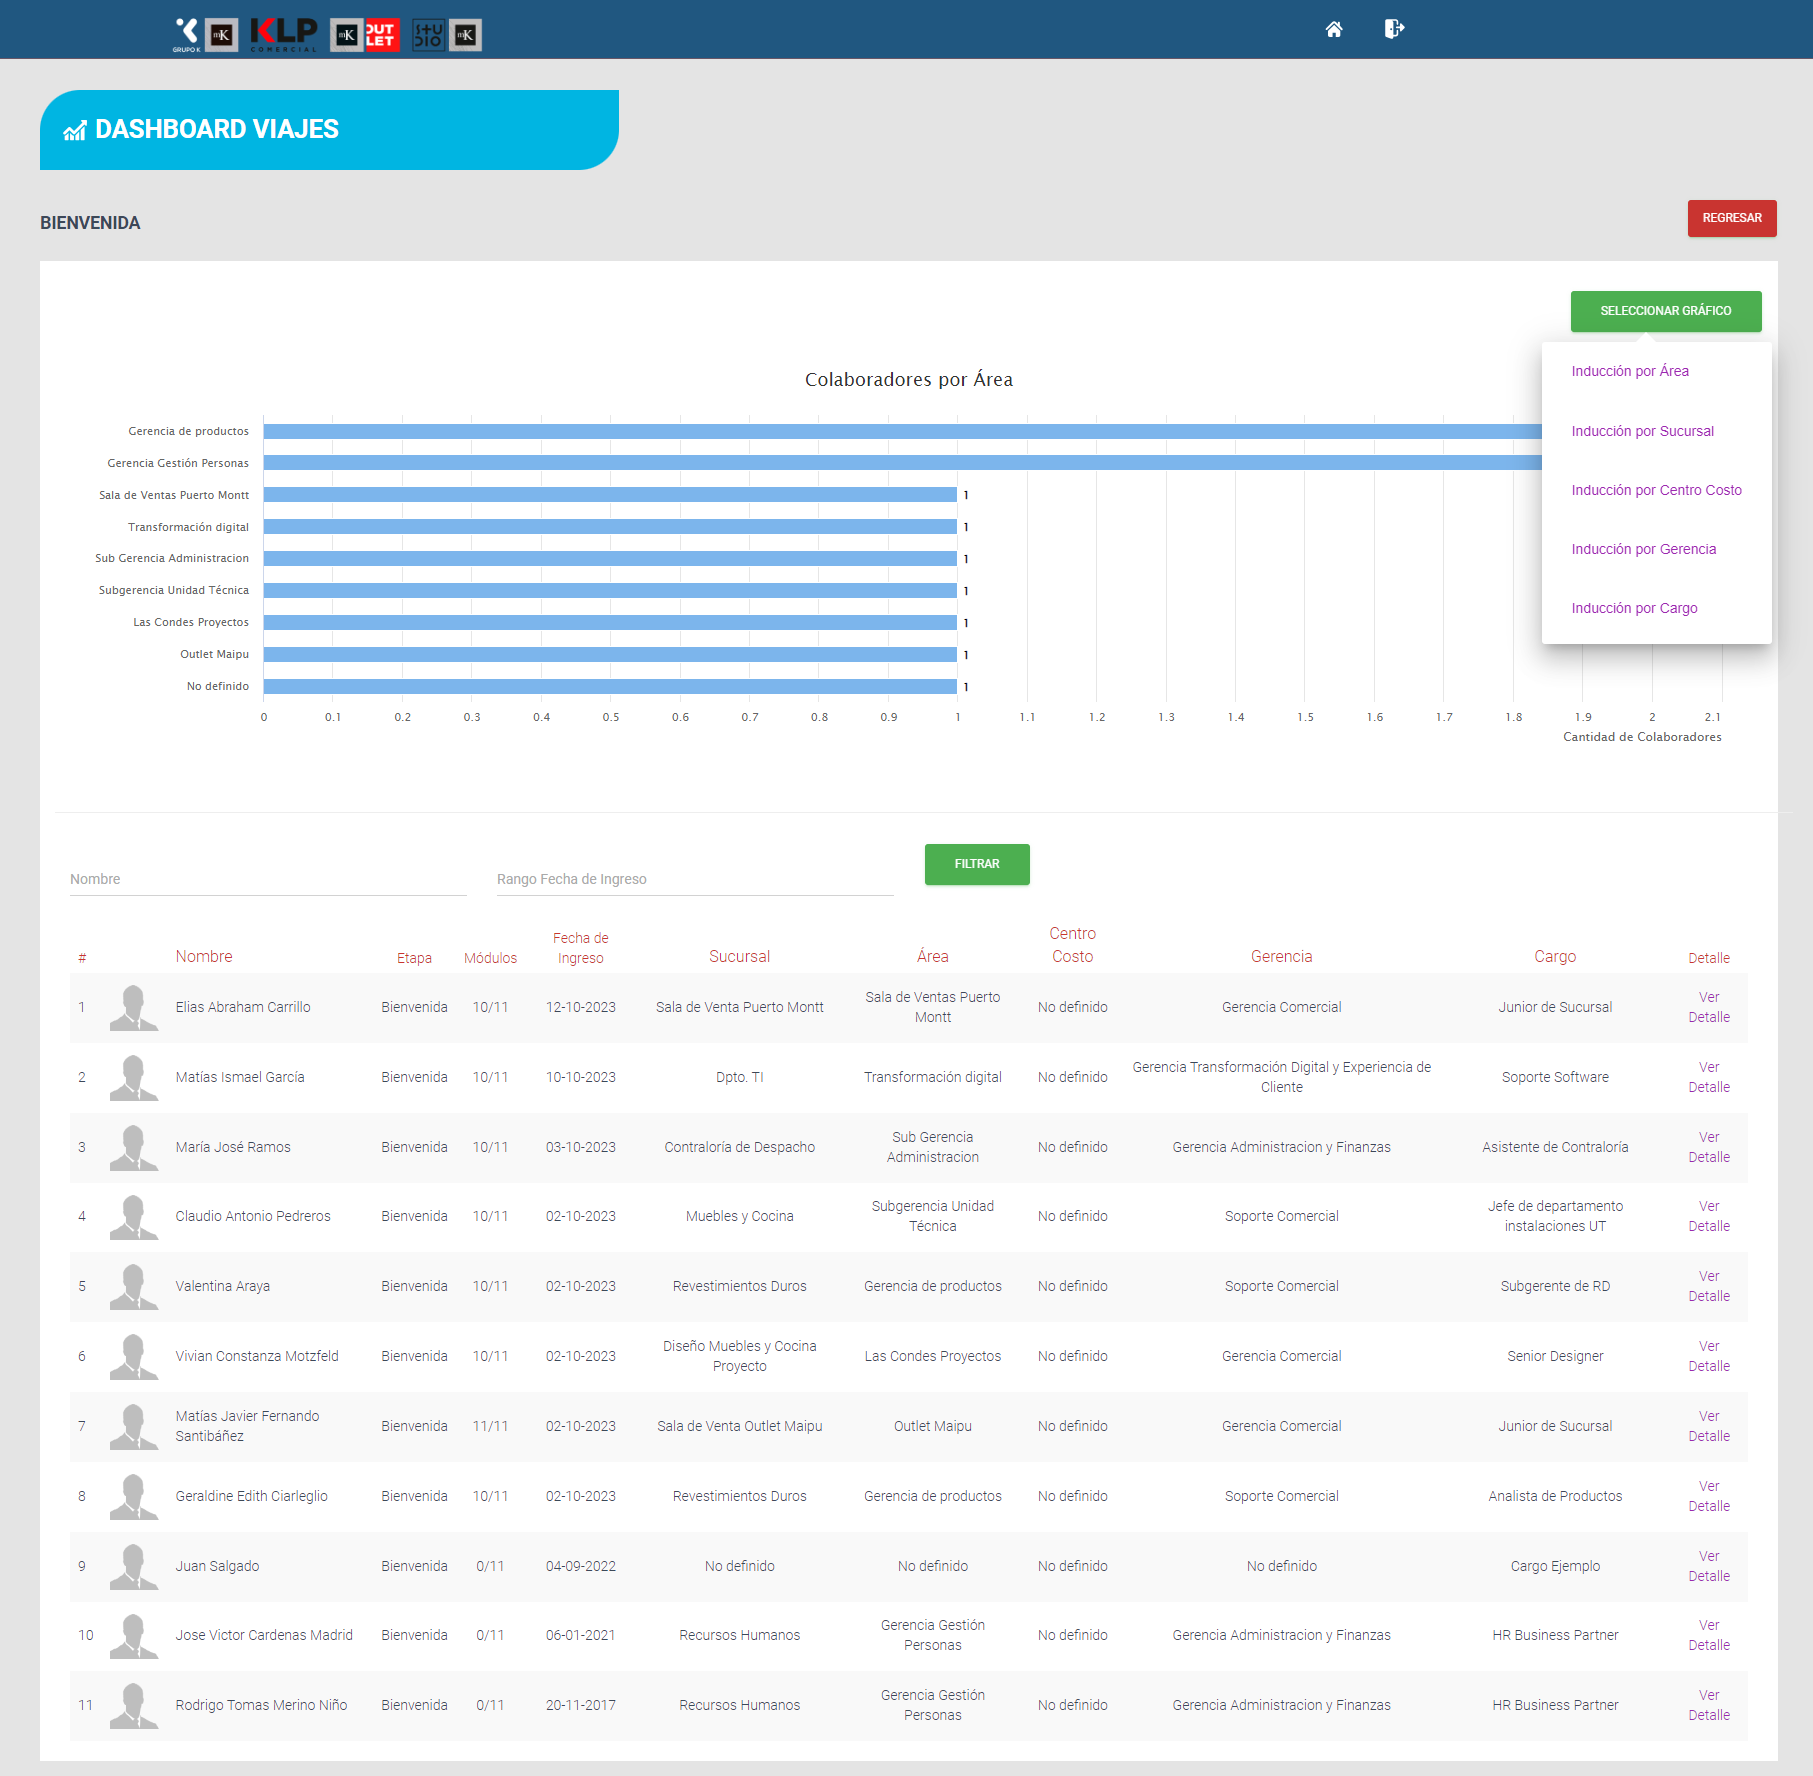 GRUPO K
mK
KLP
COMERCIAL
mK
OUTLET
STUDIO
mK
DASHBOARD VIAJES
BIENVENIDA
REGRESAR
SELECCIONAR GRÁFICO
Inducción por Área
Inducción por Sucursal
Inducción por Centro Costo
Inducción por Gerencia
Inducción por Cargo
Colaboradores por Área
Gerencia de productos
Gerencia Gestión Personas
Sala de Ventas Puerto Montt 1
Transformación digital 1
Sub Gerencia Administracion 1
Subgerencia Unidad Técnica 1
Las Condes Proyectos 1
Outlet Maipu 1
No definido 1
0 0.1 0.2 0.3 0.4 0.5 0.6 0.7 0.8 0.9 1 1.1 1.2 1.3 1.4 1.5 1.6 1.7 1.8 1.9 2 2.1
Cantidad de Colaboradores
Nombre Rango Fecha de Ingreso FILTRAR
# Nombre Etapa Módulos Fecha de Ingreso Sucursal Área Centro Costo Gerencia Cargo Detalle
1 Elias Abraham Carrillo Bienvenida 10/11 12-10-2023 Sala de Venta Puerto Montt Sala de Ventas Puerto Montt No definido Gerencia Comercial Junior de Sucursal Ver Detalle
2 Matías Ismael García Bienvenida 10/11 10-10-2023 Dpto. TI Transformación digital No definido Gerencia Transformación Digital y Experiencia de Cliente Soporte Software Ver Detalle
3 María José Ramos Bienvenida 10/11 03-10-2023 Contraloría de Despacho Sub Gerencia Administracion No definido Gerencia Administracion y Finanzas Asistente de Contraloría Ver Detalle
4 Claudio Antonio Pedreros Bienvenida 10/11 02-10-2023 Muebles y Cocina Subgerencia Unidad Técnica No definido Soporte Comercial Jefe de departamento instalaciones UT Ver Detalle
5 Valentina Araya Bienvenida 10/11 02-10-2023 Revestimientos Duros Gerencia de productos No definido Soporte Comercial Subgerente de RD Ver Detalle
6 Vivian Constanza Motzfeld Bienvenida 10/11 02-10-2023 Diseño Muebles y Cocina Proyecto Las Condes Proyectos No definido Gerencia Comercial Senior Designer Ver Detalle
7 Matías Javier Fernando Santibáñez Bienvenida 11/11 02-10-2023 Sala de Venta Outlet Maipu Outlet Maipu No definido Gerencia Comercial Junior de Sucursal Ver Detalle
8 Geraldine Edith Ciarleglio Bienvenida 10/11 02-10-2023 Revestimientos Duros Gerencia de productos No definido Soporte Comercial Analista de Productos Ver Detalle
9 Juan Salgado Bienvenida 0/11 04-09-2022 No definido No definido No definido No definido Cargo Ejemplo Ver Detalle
10 Jose Victor Cardenas Madrid Bienvenida 0/11 06-01-2021 Recursos Humanos Gerencia Gestión Personas No definido Gerencia Administracion y Finanzas HR Business Partner Ver Detalle
11 Rodrigo Tomas Merino Niño Bienvenida 0/11 20-11-2017 Recursos Humanos Gerencia Gestión Personas No definido Gerencia Administracion y Finanzas HR Business Partner Ver Detalle